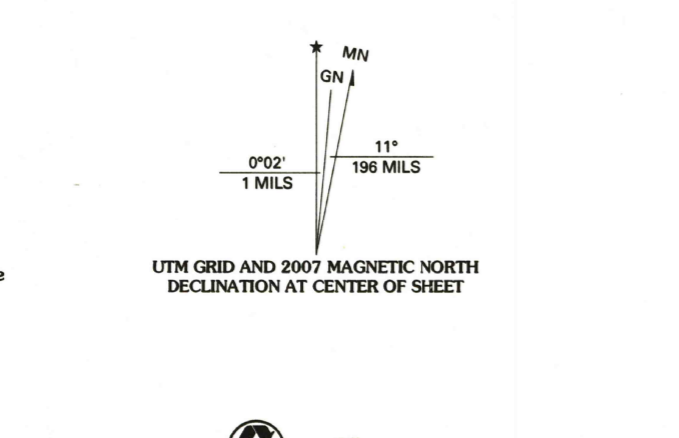 MN
GN
11°
0°02'
196 MILS
1 MILS
UTM GRID AND 2007 MAGNETIC NORTH
DECLINATION AT CENTER OF SHEET
e